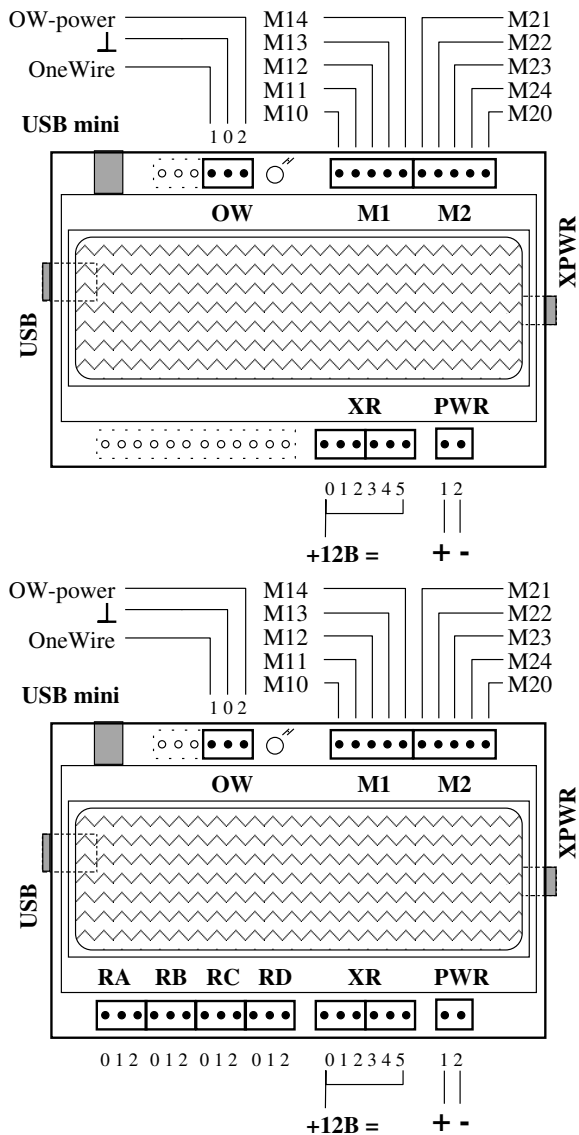 OW-power M14 M21
⊥ M13 M22
OneWire M12 M23
M11 M24
USB mini M10 M20
1 0 2
OW M1 M2
USB XPWR
XR PWR
0 1 2 3 4 5 1 2
+12B = + -
OW-power M14 M21
⊥ M13 M22
OneWire M12 M23
M11 M24
USB mini M10 M20
1 0 2
OW M1 M2
USB XPWR
RA RB RC RD XR PWR
0 1 2 0 1 2 0 1 2 0 1 2 0 1 2 3 4 5 1 2
+12B = + -